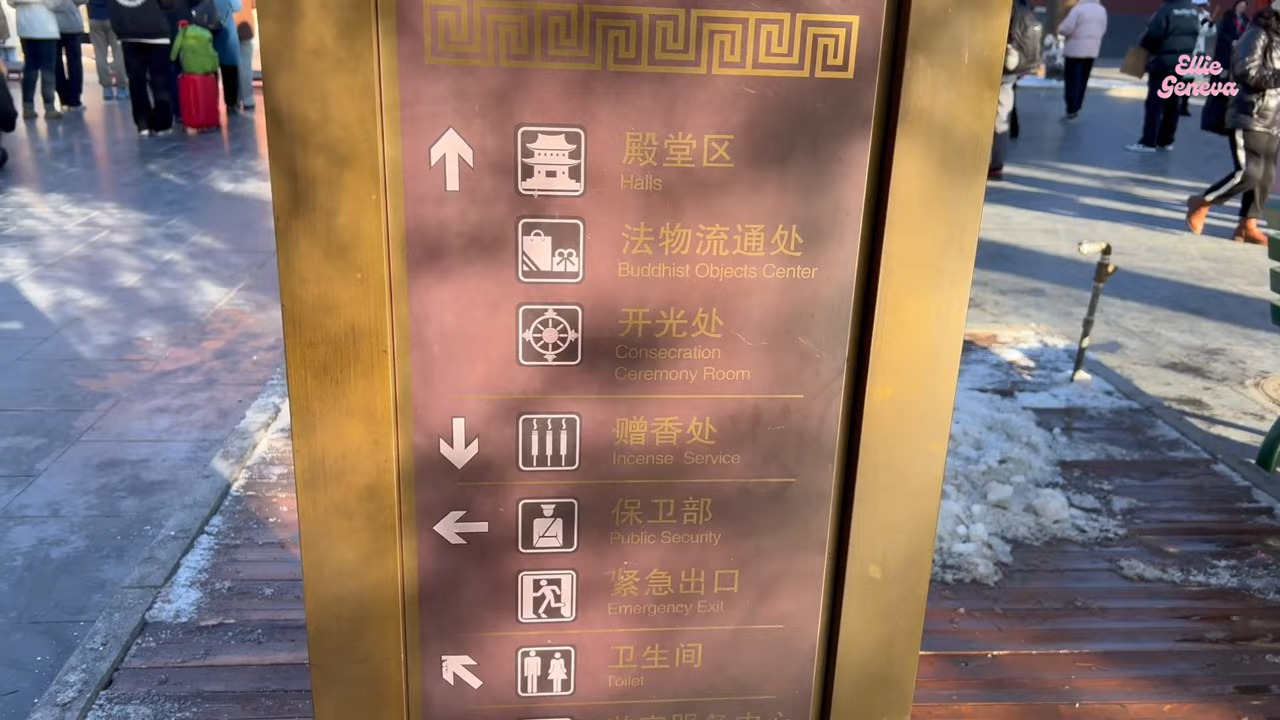 Ellie
Geneva
殿堂区
Halls
法物流通处
Buddhist Objects Center
开光处
Consecration
Ceremony Room
赠香处
Incense Service
保卫部
Public Security
紧急出口
Emergency Exit
卫生间
Toilet